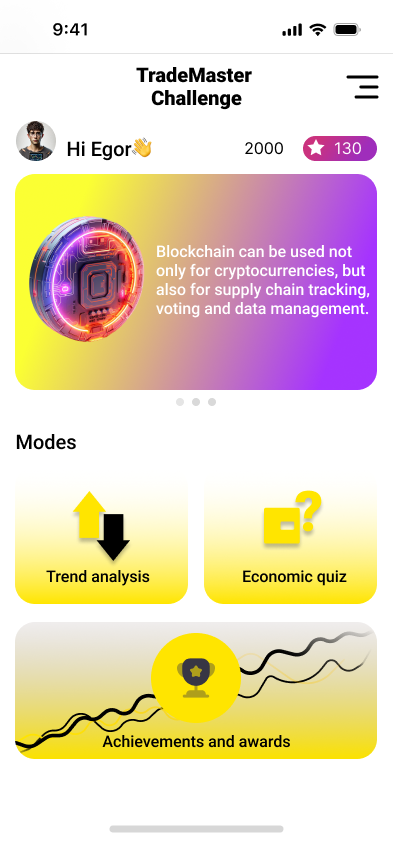 9:41
TradeMaster
Challenge
Hi Egor👋
2000
130
Blockchain can be used not
only for cryptocurrencies, but
also for supply chain tracking,
voting and data management.
Modes
Trend analysis
Economic quiz
Achievements and awards